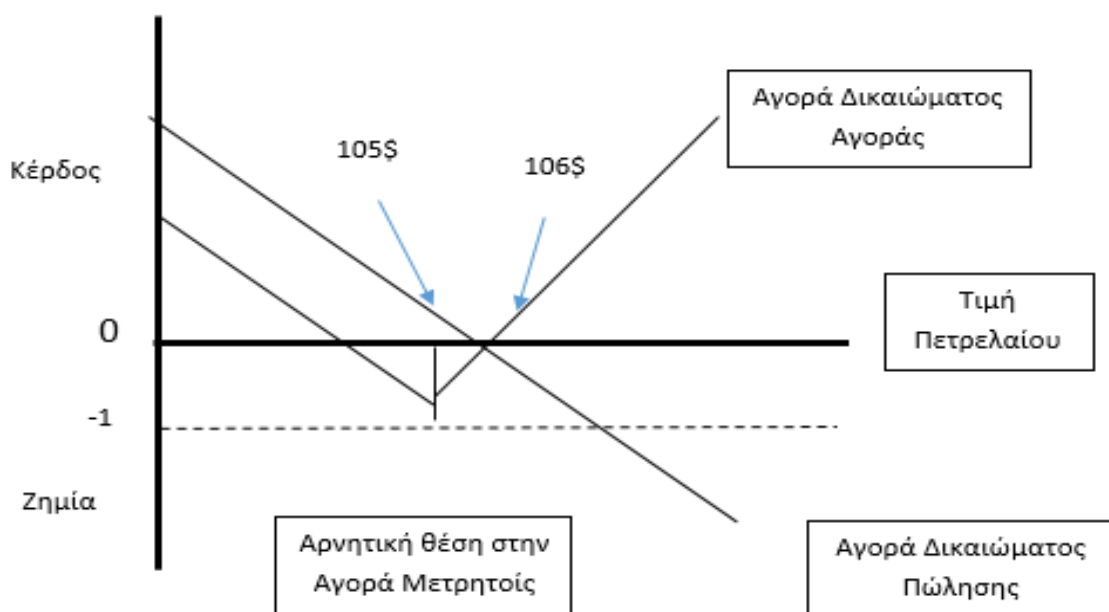 Αγορά Δικαιώματος
Αγοράς
105$
106$
Κέρδος
0
Τιμή
Πετρελαίου
-1
Ζημία
Αρνητική θέση στην
Αγορά Μετρητοίς
Αγορά Δικαιώματος
Πώλησης